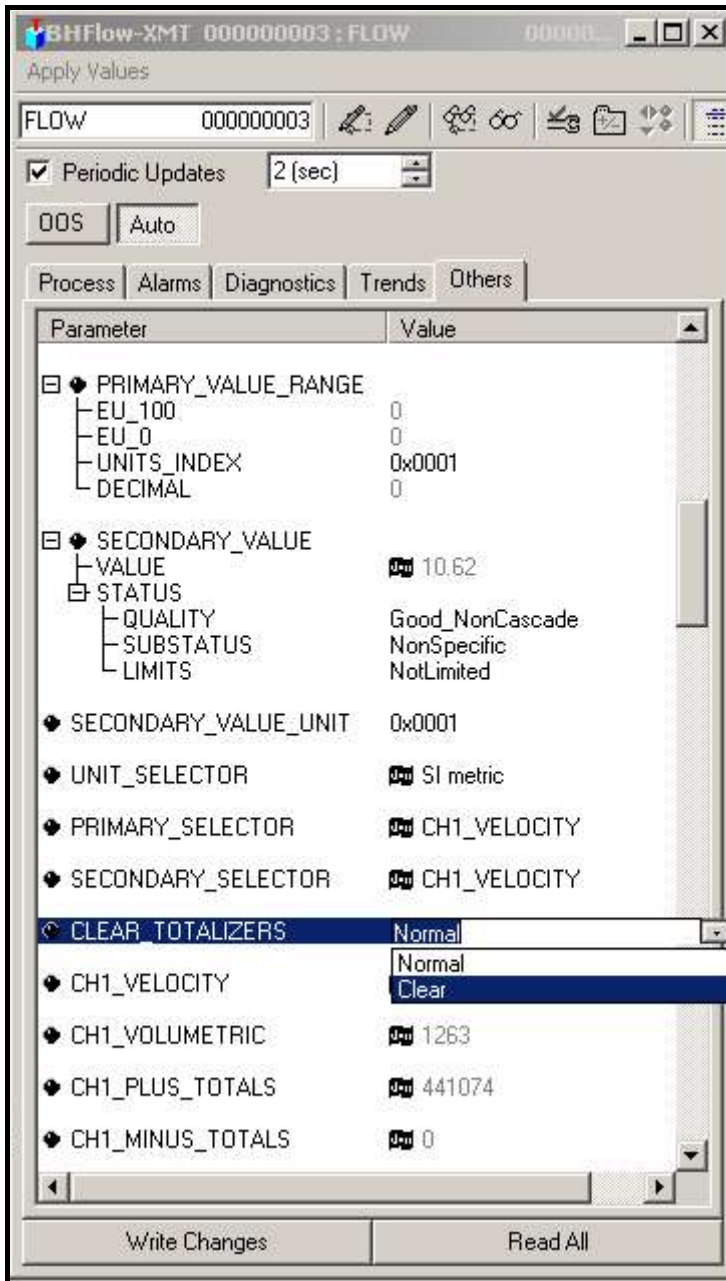 BHFlow-XMT 000000003 : FLOW 00000...
Apply Values
FLOW 000000003
Periodic Updates 2 (sec)
OOS Auto
Process Alarms Diagnostics Trends Others
Parameter Value
PRIMARY_VALUE_RANGE
EU_100 0
EU_0 0
UNITS_INDEX 0x0001
DECIMAL 0
SECONDARY_VALUE
VALUE 10.62
STATUS
QUALITY Good_NonCascade
SUBSTATUS NonSpecific
LIMITS NotLimited
SECONDARY_VALUE_UNIT 0x0001
UNIT_SELECTOR SI metric
PRIMARY_SELECTOR CH1_VELOCITY
SECONDARY_SELECTOR CH1_VELOCITY
CLEAR_TOTALIZERS Normal
Normal
CH1_VELOCITY Clear
CH1_VOLUMETRIC 1263
CH1_PLUS_TOTALS 441074
CH1_MINUS_TOTALS 0
Write Changes Read All